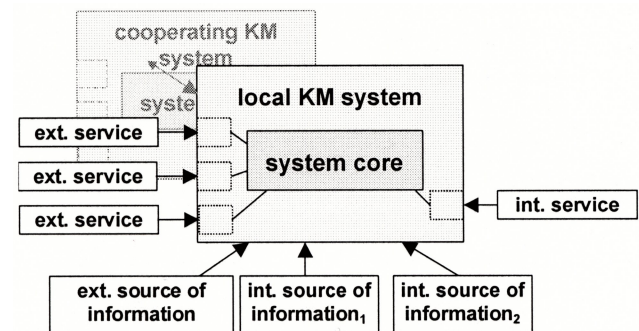 cooperating KM
system
syste
local KM system
ext. service
system core
ext. service
ext. service
int. service
ext. source of
information
int. source of
information₁
int. source of
information₂